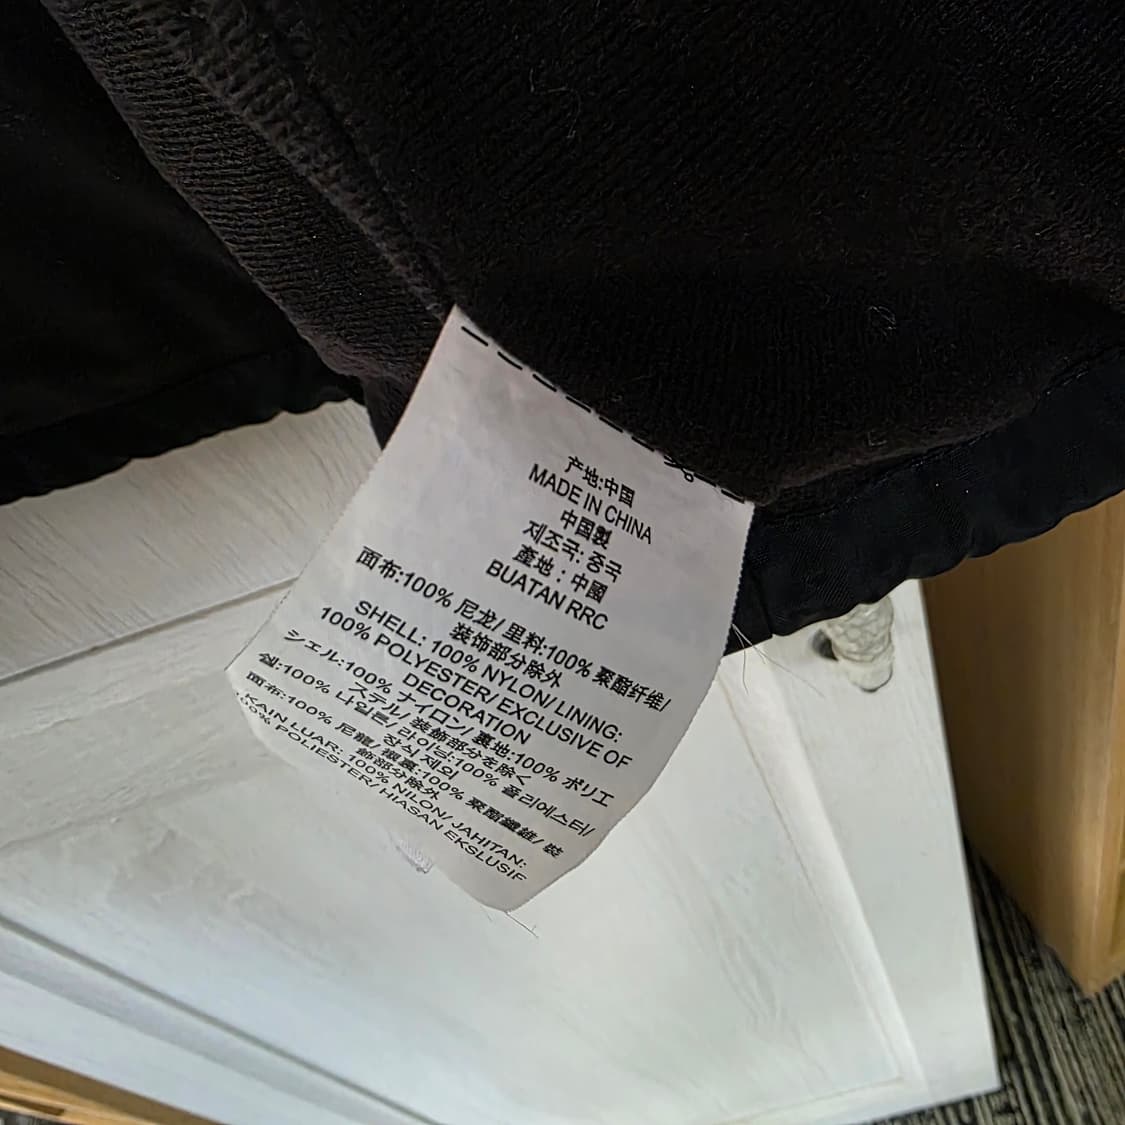 产地:中国
MADE IN CHINA
中国製
제조국: 중국
產地 : 中國
BUATAN RRC
面布:100% 尼龙/ 里料:100% 聚酯纤维/
装饰部分除外
SHELL: 100% NYLON/ LINING:
100% POLYESTER/ EXCLUSIVE OF
DECORATION
シェル:100% ナイロン/ 裏地:100% ポリエ
ステル/ 装飾部分を除く
쉘:100% 나일론/ 라이닝:100% 폴리에스터/
장식 제외
面布:100% 尼龍/ 裡裏:100% 聚酯纖維/ 裝
飾部分除外
KAIN LUAR: 100% NILON/ JAHITAN:
POLIESTER/ HIASAN EKSLUSIF